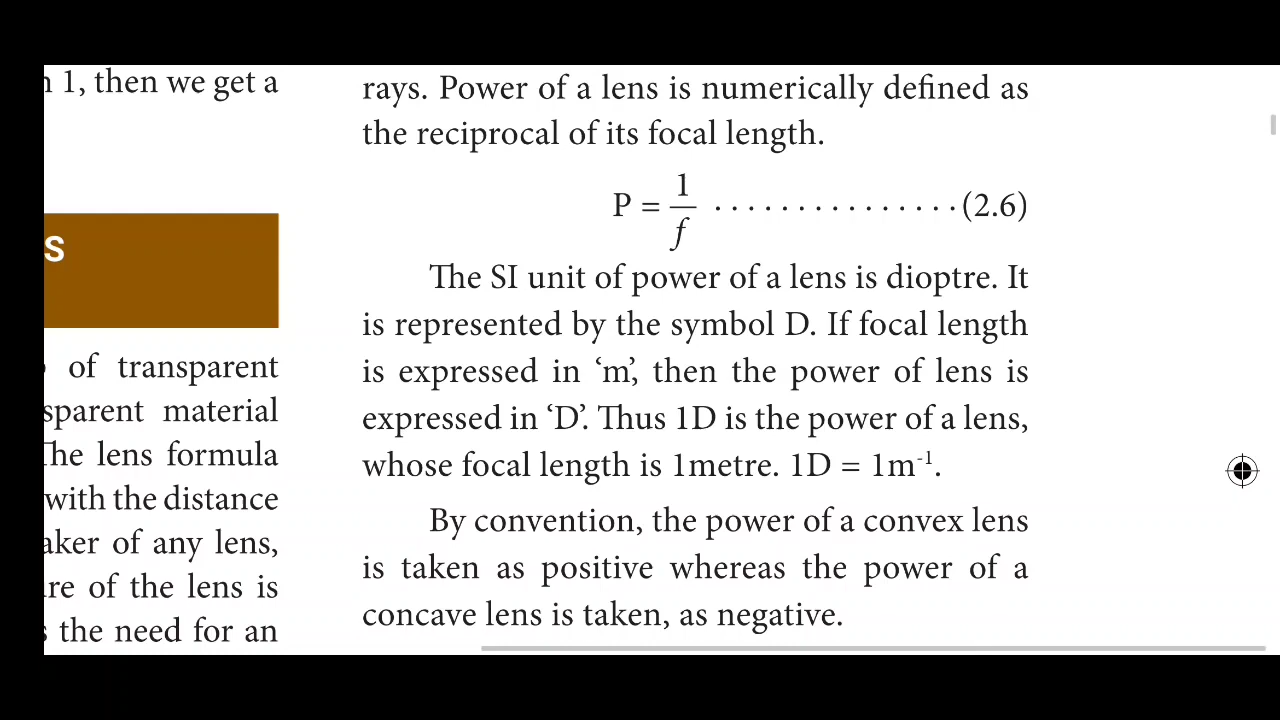 1, then we get a
S
of transparent
sparent material
The lens formula
with the distance
aker of any lens,
re of the lens is
the need for an
rays. Power of a lens is numerically defined as
the reciprocal of its focal length.
P = 1/f ...............(2.6)
The SI unit of power of a lens is dioptre. It
is represented by the symbol D. If focal length
is expressed in ‘m’, then the power of lens is
expressed in ‘D’. Thus 1D is the power of a lens,
whose focal length is 1metre. 1D = 1m⁻¹.
By convention, the power of a convex lens
is taken as positive whereas the power of a
concave lens is taken, as negative.